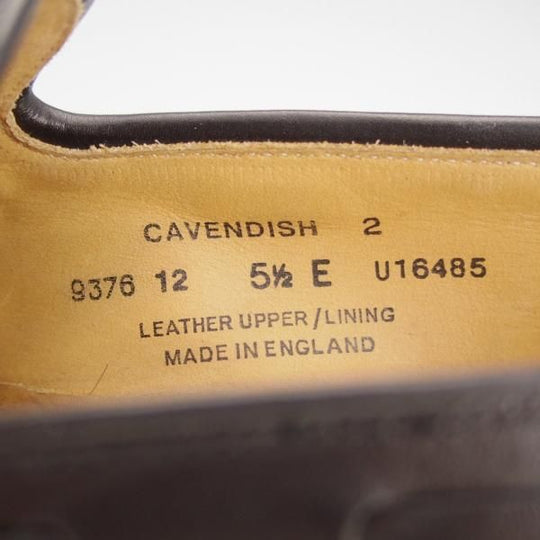 CAVENDISH 2
9376 12 5½ E U16485
LEATHER UPPER/LINING
MADE IN ENGLAND